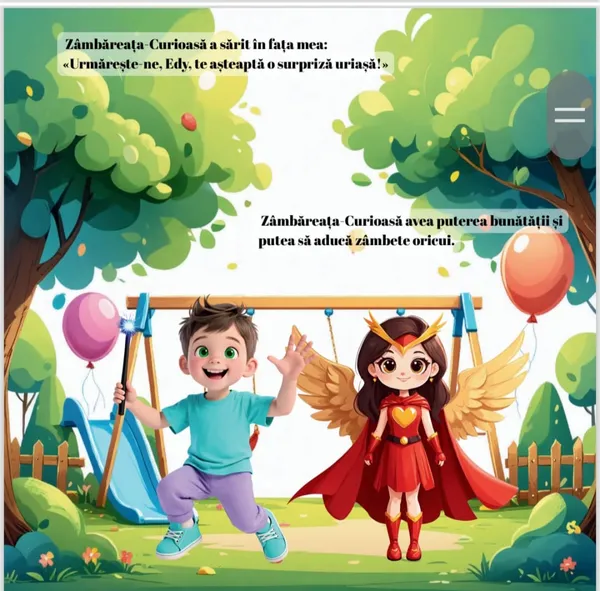 Zâmbăreața-Curioasă a sărit în fața mea:
«Urmărește-ne, Edy, te așteaptă o surpriză uriașă!»
Zâmbăreața-Curioasă avea puterea bunătății și
putea să aducă zâmbete oricui.